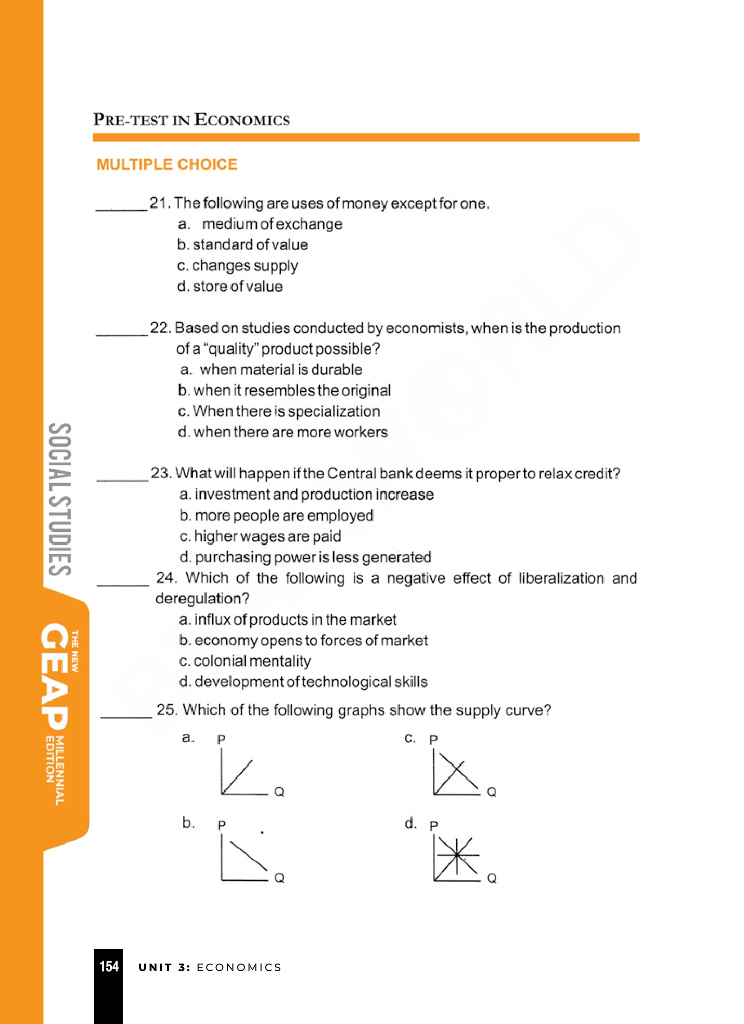 PRE-TEST IN ECONOMICS
MULTIPLE CHOICE
______ 21. The following are uses of money except for one.
a. medium of exchange
b. standard of value
c. changes supply
d. store of value
______ 22. Based on studies conducted by economists, when is the production
of a “quality” product possible?
a. when material is durable
b. when it resembles the original
c. When there is specialization
d. when there are more workers
______ 23. What will happen if the Central bank deems it proper to relax credit?
a. investment and production increase
b. more people are employed
c. higher wages are paid
d. purchasing power is less generated
______ 24. Which of the following is a negative effect of liberalization and
deregulation?
a. influx of products in the market
b. economy opens to forces of market
c. colonial mentality
d. development of technological skills
______ 25. Which of the following graphs show the supply curve?
a. P
Q
c. P
Q
b. P
Q
d. P
Q
SOCIAL STUDIES
THE NEW
GEAP
MILLENNIAL
EDITION
154 UNIT 3: ECONOMICS